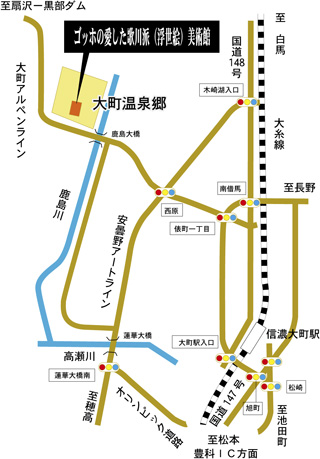 至扇沢ー黒部ダム
ゴッホの愛した歌川派（浮世絵）美術館
至
白馬
国道
148
号
木崎湖入口
大町アルペンライン
大町温泉郷
大糸線
鹿島大橋
南借馬
至長野
西原
俵町一丁目
鹿島川
安曇野アートライン
蓮華大橋
大町駅入口
信濃大町駅
高瀬川
蓮華大橋南
国道147号
旭町
松崎
至穂高
オリンピック道路
至池田町
至松本
豊科ＩＣ方面